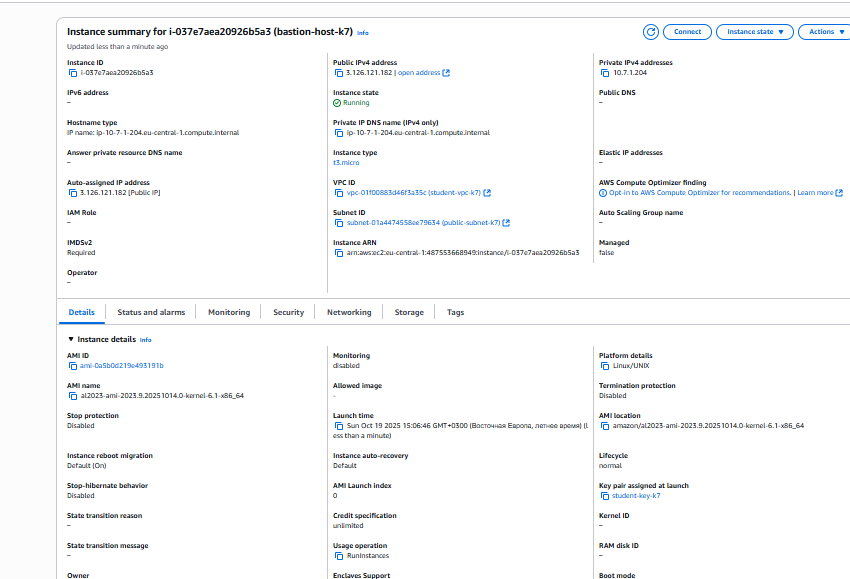 Instance summary for i-037e7aea20926b5a3 (bastion-host-k7) Info
Connect
Instance state
Actions
Updated less than a minute ago
Instance ID
i-037e7aea20926b5a3
Public IPv4 address
3.126.121.182 | open address
Private IPv4 addresses
10.7.1.204
IPv6 address
–
Instance state
Running
Public DNS
–
Hostname type
IP name: ip-10-7-1-204.eu-central-1.compute.internal
Private IP DNS name (IPv4 only)
ip-10-7-1-204.eu-central-1.compute.internal
Answer private resource DNS name
–
Instance type
t3.micro
Elastic IP addresses
–
Auto-assigned IP address
3.126.121.182 [Public IP]
VPC ID
vpc-01f00883d46f3a35c (student-vpc-k7)
AWS Compute Optimizer finding
Opt-in to AWS Compute Optimizer for recommendations. | Learn more
IAM Role
–
Subnet ID
subnet-01a4474558ee79634 (public-subnet-k7)
Auto Scaling Group name
–
IMDSv2
Required
Instance ARN
arn:aws:ec2:eu-central-1:487553668949:instance/i-037e7aea20926b5a3
Managed
false
Operator
–
Details
Status and alarms
Monitoring
Security
Networking
Storage
Tags
Instance details Info
AMI ID
ami-0a5b0d219e493191b
Monitoring
disabled
Platform details
Linux/UNIX
AMI name
al2023-ami-2023.9.20251014.0-kernel-6.1-x86_64
Allowed image
-
Termination protection
Disabled
Stop protection
Disabled
Launch time
Sun Oct 19 2025 15:06:46 GMT+0300 (Восточная Европа, летнее время) (l
ess than a minute)
AMI location
amazon/al2023-ami-2023.9.20251014.0-kernel-6.1-x86_64
Instance reboot migration
Default (On)
Instance auto-recovery
Default
Lifecycle
normal
Stop-hibernate behavior
Disabled
AMI Launch index
0
Key pair assigned at launch
student-key-k7
State transition reason
–
Credit specification
unlimited
Kernel ID
–
State transition message
–
Usage operation
RunInstances
RAM disk ID
–
Owner
Enclaves Support
Boot mode